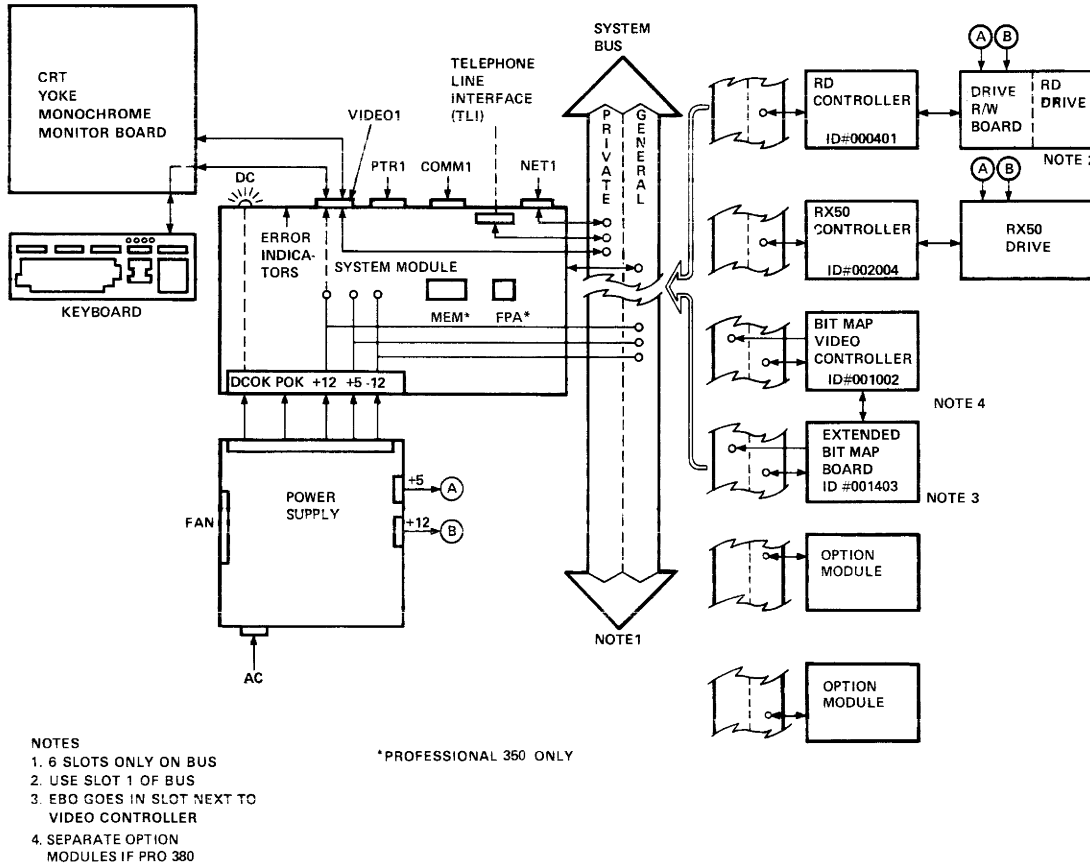 CRT
YOKE
MONOCHROME
MONITOR BOARD
KEYBOARD
DC
VIDEO1
PTR1
COMM1
TELEPHONE
LINE
INTERFACE
(TLI)
NET1
ERROR
INDICA-
TORS
SYSTEM MODULE
MEM*
FPA*
DCOK POK +12 +5 -12
POWER
SUPPLY
FAN
+5
A
+12
B
AC
SYSTEM
BUS
PRIVATE
GENERAL
NOTE1
RD
CONTROLLER
ID#000401
A B
DRIVE
R/W
BOARD
RD
DRIVE
NOTE 2
RX50
CONTROLLER
ID#002004
A B
RX50
DRIVE
BIT MAP
VIDEO
CONTROLLER
ID#001002
NOTE 4
EXTENDED
BIT MAP
BOARD
ID #001403
NOTE 3
OPTION
MODULE
OPTION
MODULE
NOTES
1. 6 SLOTS ONLY ON BUS
2. USE SLOT 1 OF BUS
3. EBO GOES IN SLOT NEXT TO
VIDEO CONTROLLER
4. SEPARATE OPTION
MODULES IF PRO 380
*PROFESSIONAL 350 ONLY